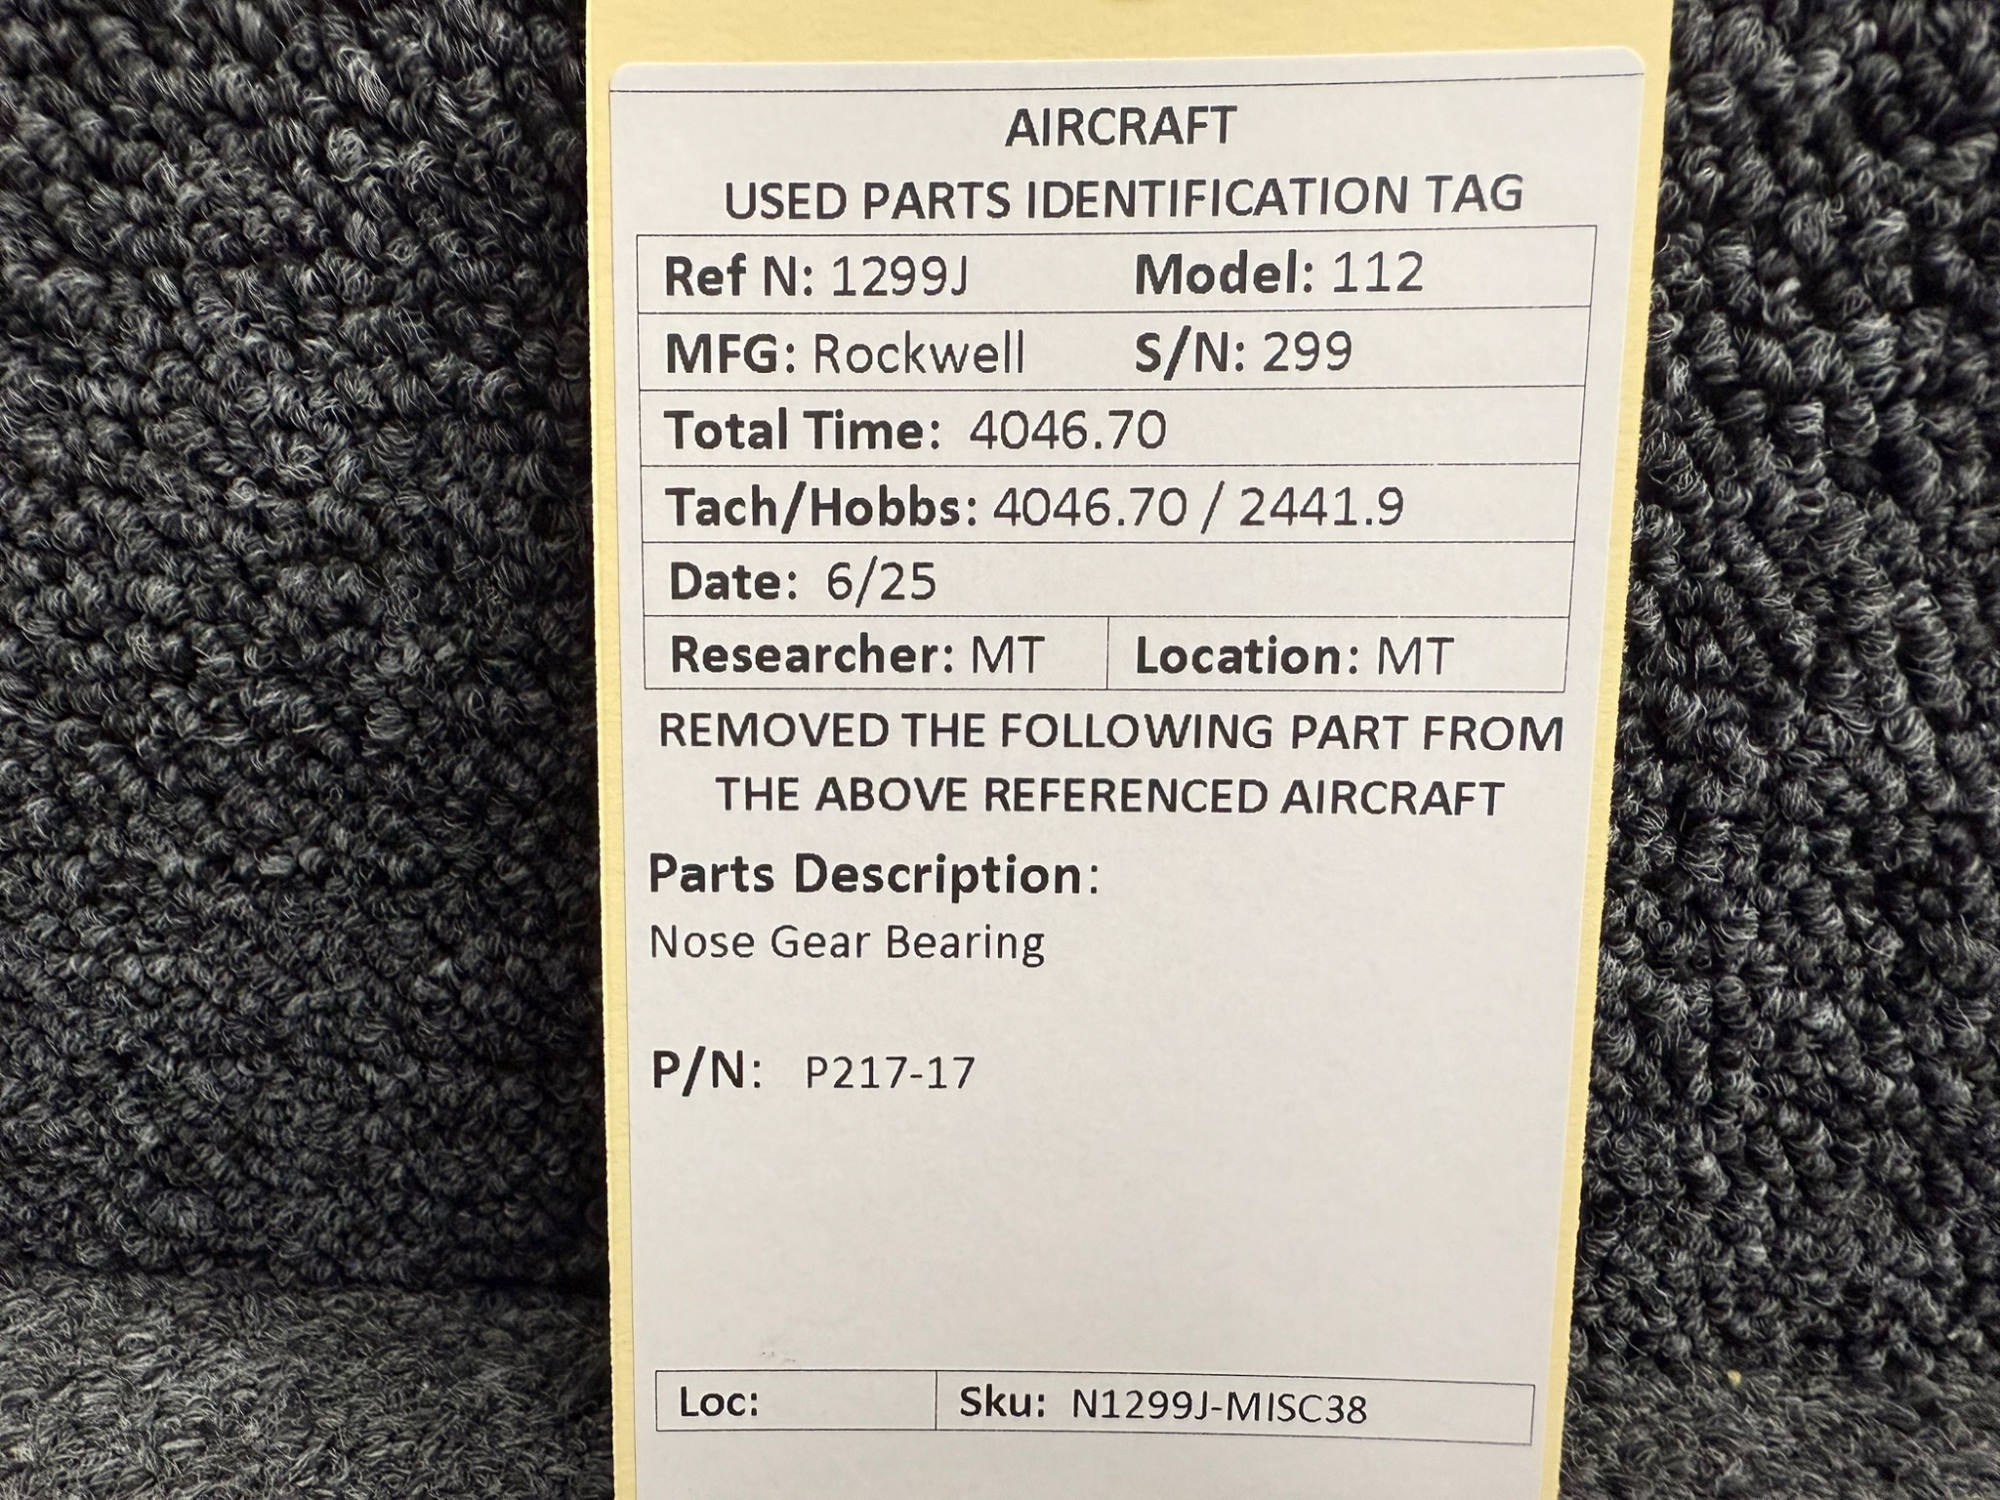 AIRCRAFT
USED PARTS IDENTIFICATION TAG
Ref N: 1299J Model: 112
MFG: Rockwell S/N: 299
Total Time: 4046.70
Tach/Hobbs: 4046.70 / 2441.9
Date: 6/25
Researcher: MT Location: MT
REMOVED THE FOLLOWING PART FROM
THE ABOVE REFERENCED AIRCRAFT
Parts Description:
Nose Gear Bearing
P/N: P217-17
Loc: Sku: N1299J-MISC38